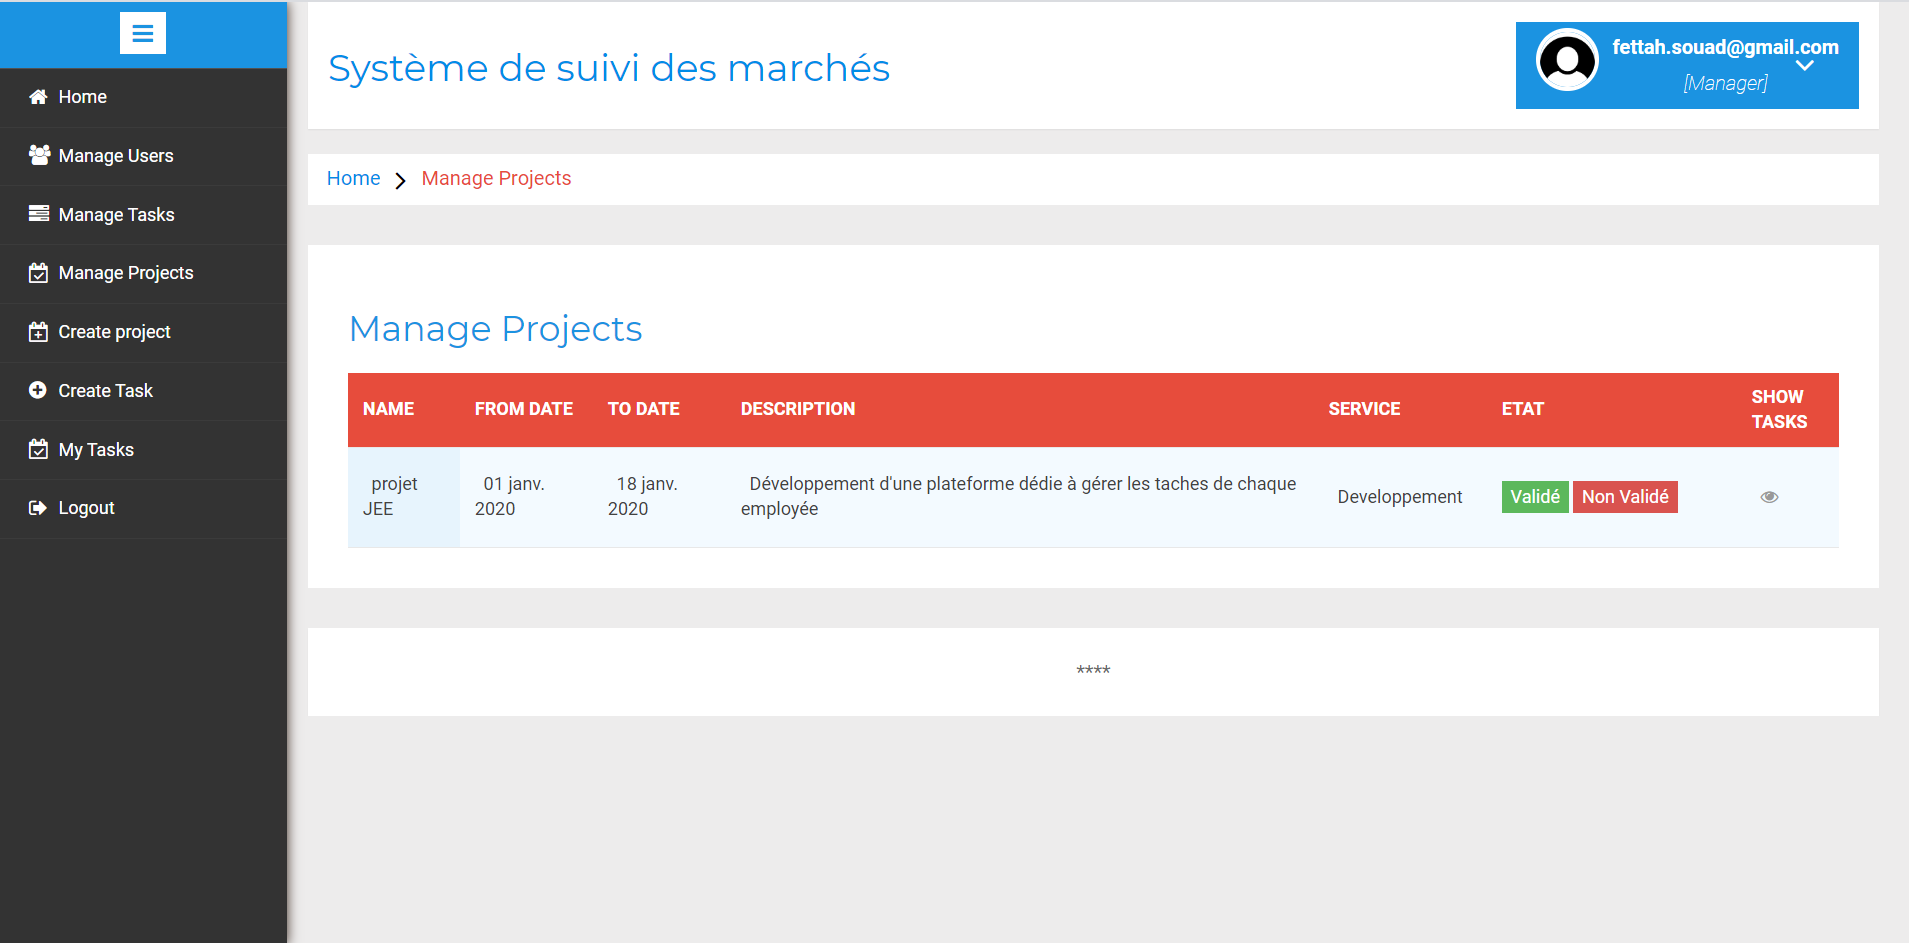 Système de suivi des marchés
fettah.souad@gmail.com
[Manager]
Home
Manage Users
Manage Tasks
Manage Projects
Create project
Create Task
My Tasks
Logout
Home Manage Projects
Manage Projects
NAME FROM DATE TO DATE DESCRIPTION SERVICE ETAT SHOW
TASKS
projet 01 janv. 18 janv. Développement d'une plateforme dédie à gérer les taches de chaque
JEE 2020 2020 employée
Developpement Validé Non Validé
****